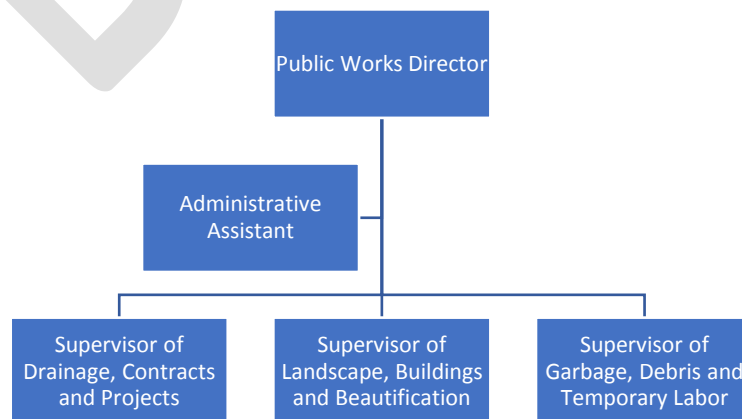 Public Works Director
Administrative
Assistant
Supervisor of
Drainage, Contracts
and Projects
Supervisor of
Landscape, Buildings
and Beautification
Supervisor of
Garbage, Debris and
Temporary Labor